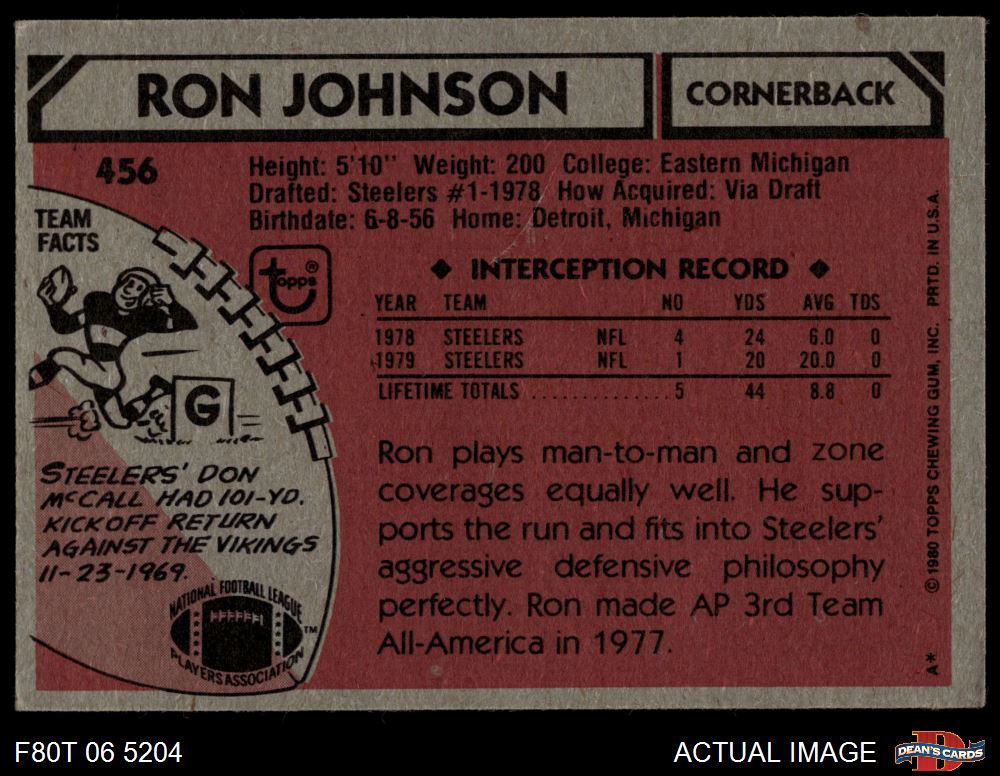 RON JOHNSON
CORNERBACK
456
Height: 5'10" Weight: 200 College: Eastern Michigan
Drafted: Steelers #1-1978 How Acquired: Via Draft
Birthdate: 6-8-56 Home: Detroit, Michigan
TEAM
FACTS
topps®
◆ INTERCEPTION RECORD ◆
YEAR TEAM NO YDS AVG TDS
1978 STEELERS NFL 4 24 6.0 0
1979 STEELERS NFL 1 20 20.0 0
LIFETIME TOTALS .............. 5 44 8.8 0
G
STEELERS' DON
McCALL HAD 101-YD.
KICKOFF RETURN
AGAINST THE VIKINGS
11-23-1969.
NATIONAL FOOTBALL LEAGUE
PLAYERS ASSOCIATION
TM
Ron plays man-to-man and zone
coverages equally well. He sup-
ports the run and fits into Steelers'
aggressive defensive philosophy
perfectly. Ron made AP 3rd Team
All-America in 1977.
A* © 1980 TOPPS CHEWING GUM, INC. PRTD. IN U.S.A.
F80T 06 5204
ACTUAL IMAGE
DEAN'S CARDS